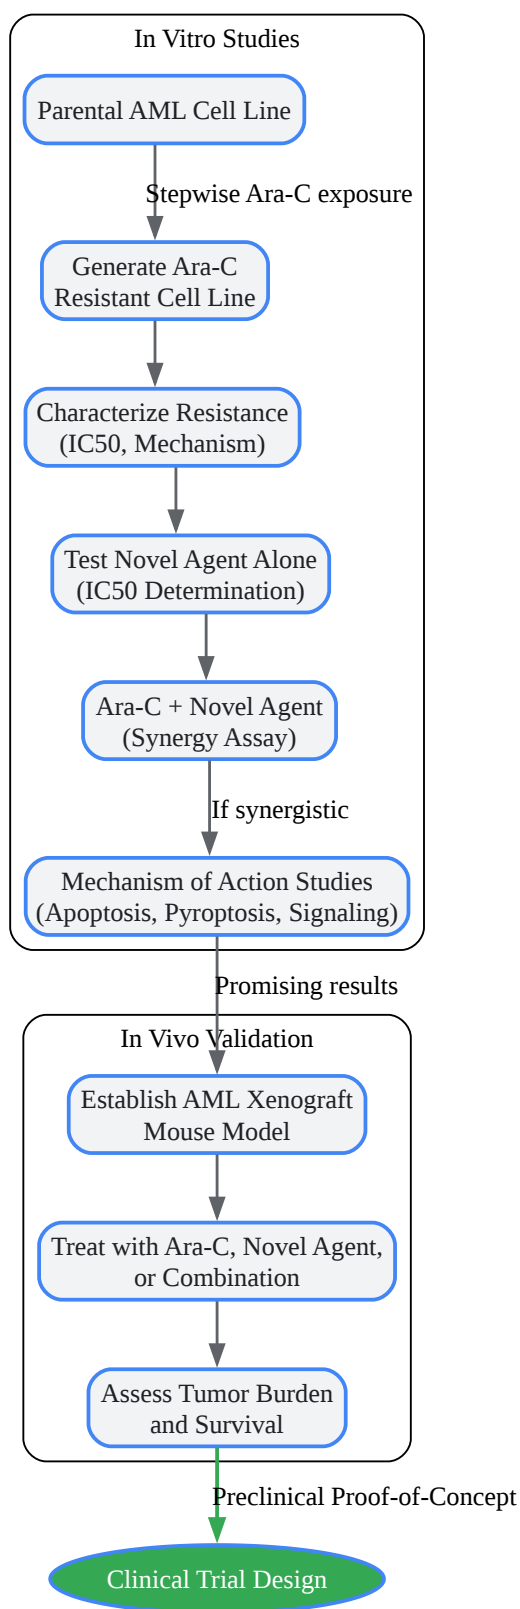 In Vitro Studies
Parental AML Cell Line
Stepwise Ara-C exposure
Generate Ara-C
Resistant Cell Line
Characterize Resistance
(IC50, Mechanism)
Test Novel Agent Alone
(IC50 Determination)
Ara-C + Novel Agent
(Synergy Assay)
If synergistic
Mechanism of Action Studies
(Apoptosis, Pyroptosis, Signaling)
Promising results
In Vivo Validation
Establish AML Xenograft
Mouse Model
Treat with Ara-C, Novel Agent,
or Combination
Assess Tumor Burden
and Survival
Preclinical Proof-of-Concept
Clinical Trial Design